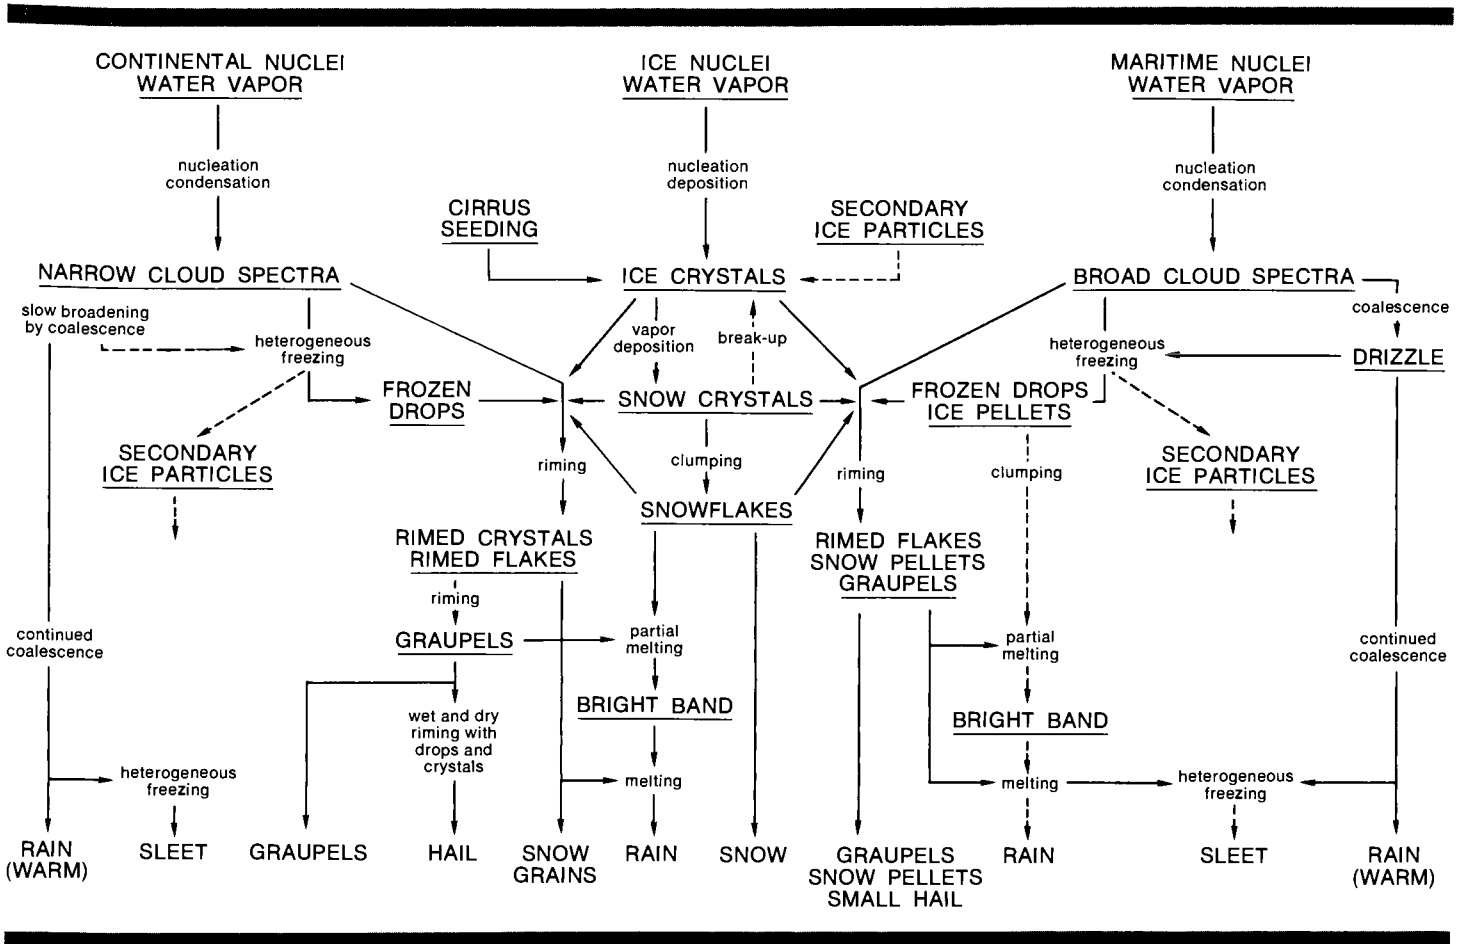 CONTINENTAL NUCLEI
WATER VAPOR
ICE NUCLEI
WATER VAPOR
MARITIME NUCLEI
WATER VAPOR
nucleation
condensation
nucleation
deposition
nucleation
condensation
CIRRUS
SEEDING
SECONDARY
ICE PARTICLES
NARROW CLOUD SPECTRA
ICE CRYSTALS
BROAD CLOUD SPECTRA
slow broadening
by coalescence
heterogeneous
freezing
vapor
deposition
break-up
heterogeneous
freezing
coalescence
DRIZZLE
FROZEN
DROPS
SNOW CRYSTALS
FROZEN DROPS
ICE PELLETS
SECONDARY
ICE PARTICLES
riming
clumping
riming
clumping
SECONDARY
ICE PARTICLES
SNOWFLAKES
RIMED CRYSTALS
RIMED FLAKES
RIMED FLAKES
SNOW PELLETS
GRAUPELS
riming
continued
coalescence
GRAUPELS
partial
melting
partial
melting
continued
coalescence
BRIGHT BAND
BRIGHT BAND
wet and dry
riming with
drops and
crystals
heterogeneous
freezing
melting
melting
heterogeneous
freezing
RAIN
(WARM)
SLEET
GRAUPELS
HAIL
SNOW
GRAINS
RAIN
SNOW
GRAUPELS
SNOW PELLETS
SMALL HAIL
RAIN
SLEET
RAIN
(WARM)